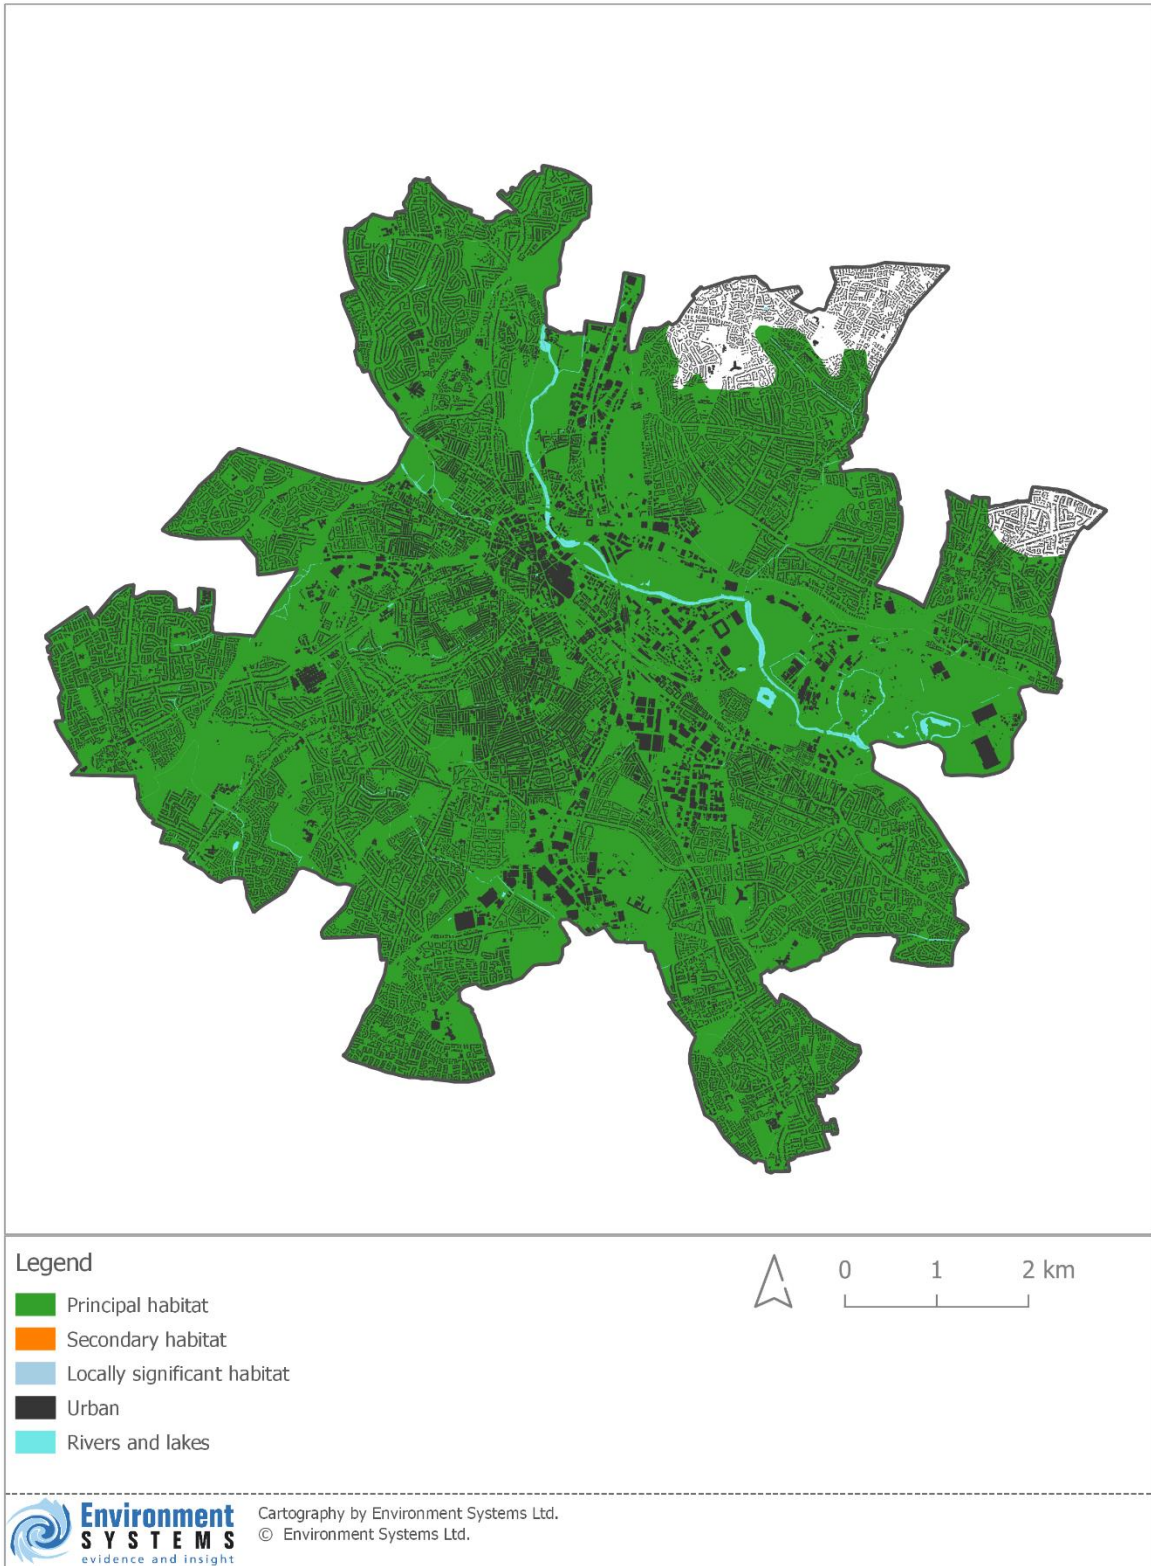 Legend
Principal habitat
Secondary habitat
Locally significant habitat
Urban
Rivers and lakes
0 1 2 km
Environment
SYSTEMS
evidence and insight
Cartography by Environment Systems Ltd.
© Environment Systems Ltd.